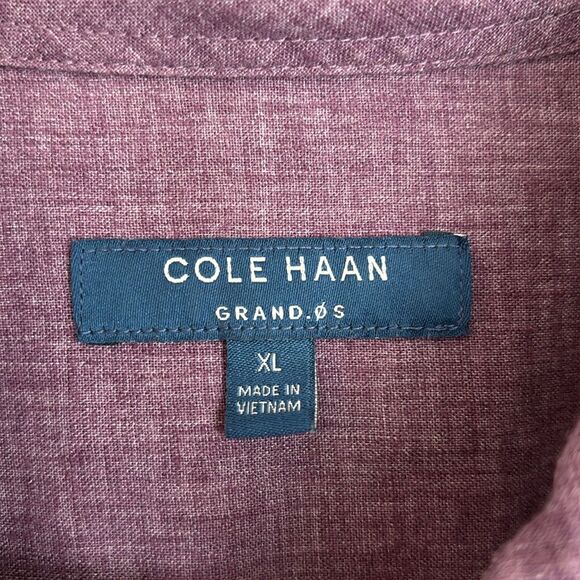 COLE HAAN
GRAND.ØS
XL
MADE IN
VIETNAM